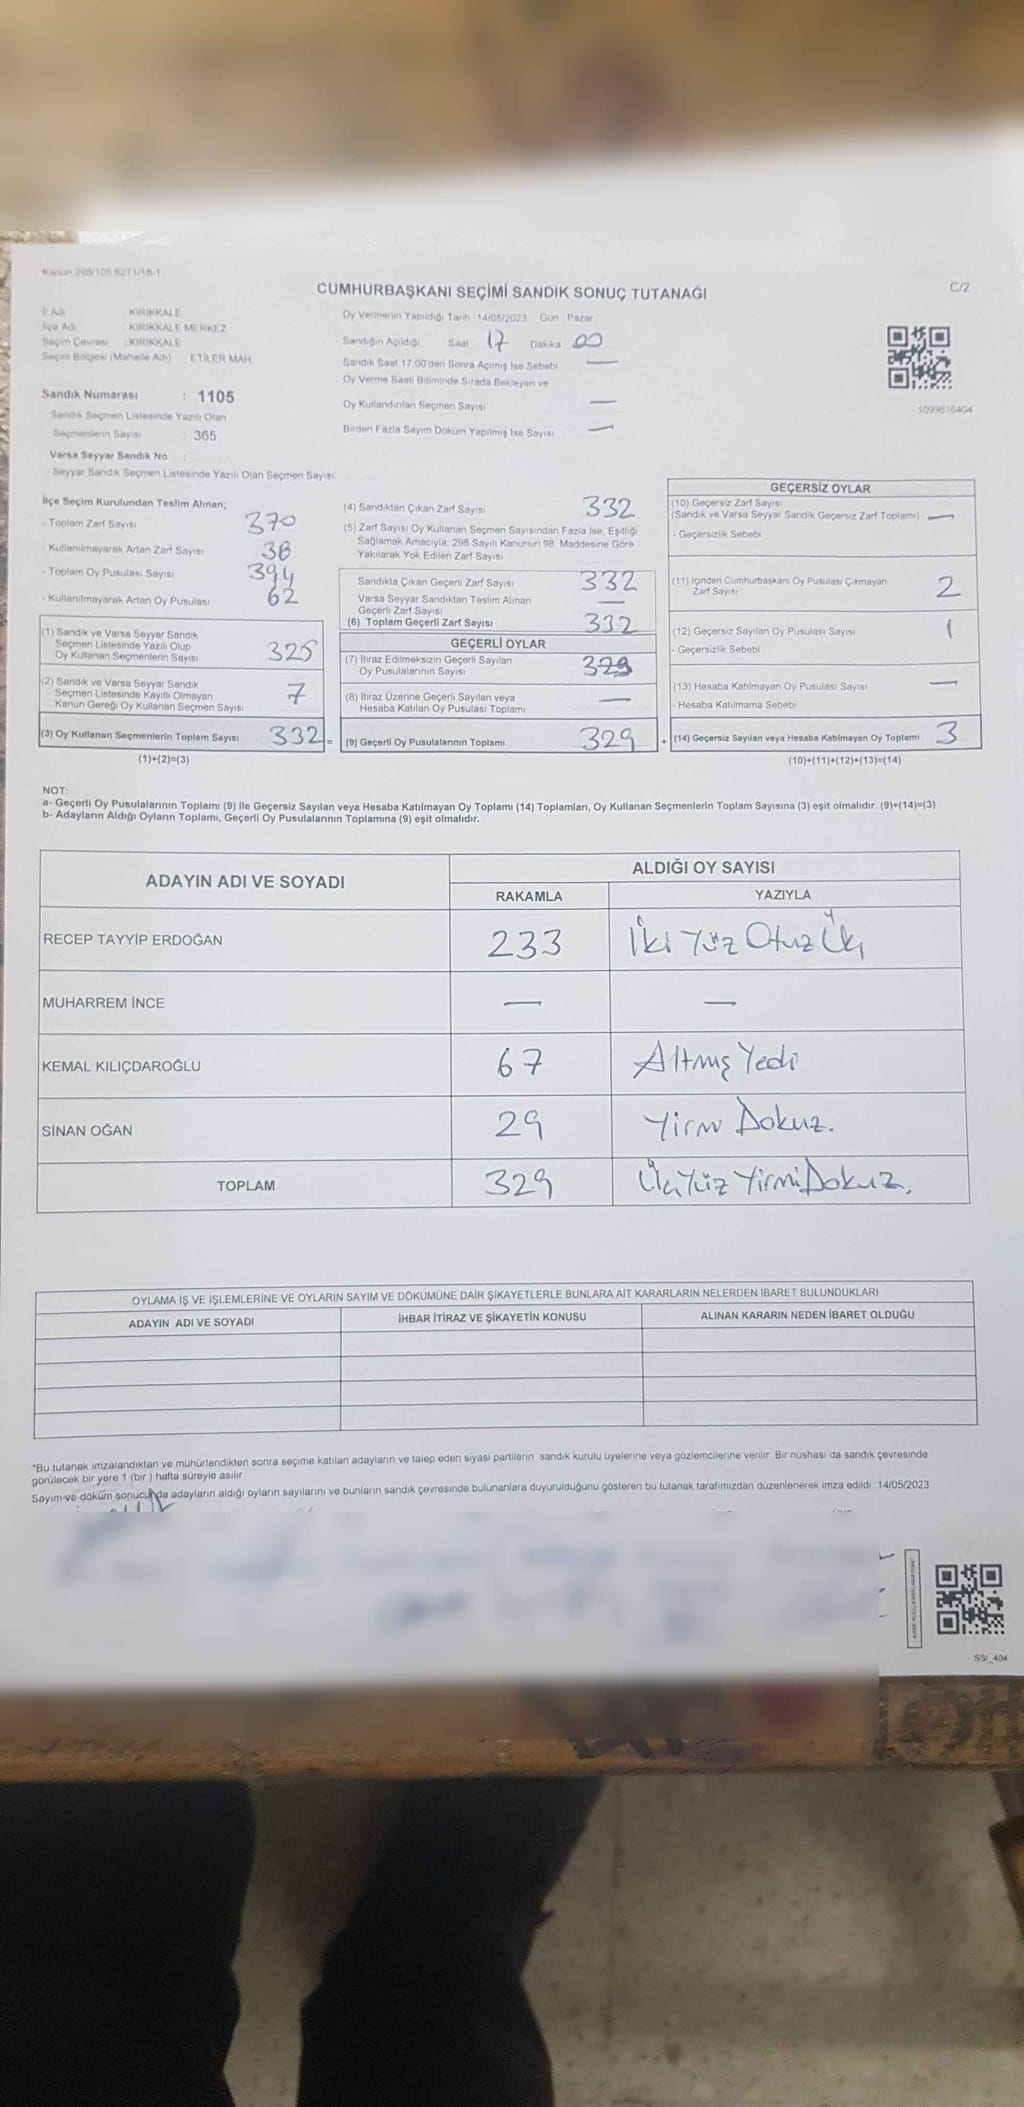 Kanun 298/105 6271/18-1
CUMHURBAŞKANI SEÇİMİ SANDIK SONUÇ TUTANAĞI
C/2
İl Adı KIRIKKALE
İlçe Adı KIRIKKALE MERKEZ
Seçim Çevresi : KIRIKKALE
Seçim Bölgesi (Mahalle Adı) : ETİLER MAH.
Sandık Numarası : 1105
Sandık Seçmen Listesinde Yazılı Olan
Seçmenlerin Sayısı : 365
Varsa Seyyar Sandık No :
- Seyyar Sandık Seçmen Listesinde Yazılı Olan Seçmen Sayısı:
Oy Vermenin Yapıldığı Tarih : 14/05/2023 Gün : Pazar
Sandığın Açıldığı Saat 17 Dakika 00
Sandık Saat 17.00'den Sonra Açılmış İse Sebebi —
Oy Verme Saati Bitiminde Sırada Bekleyen ve
Oy Kullandırılan Seçmen Sayısı —
Birden Fazla Sayım Döküm Yapılmış İse Sayısı —
1099616404
İlçe Seçim Kurulundan Teslim Alınan;
- Toplam Zarf Sayısı 370
- Kullanılmayarak Artan Zarf Sayısı 38
- Toplam Oy Pusulası Sayısı 394
- Kullanılmayarak Artan Oy Pusulası 62
(1) Sandık ve Varsa Seyyar Sandık
Seçmen Listesinde Yazılı Olup
Oy Kullanan Seçmenlerin Sayısı 325
(2) Sandık ve Varsa Seyyar Sandık
Seçmen Listesinde Kayıtlı Olmayan
Kanun Gereği Oy Kullanan Seçmen Sayısı 7
(3) Oy Kullanan Seçmenlerin Toplam Sayısı 332 =
(1)+(2)=(3)
(4) Sandıktan Çıkan Zarf Sayısı 332
(5) Zarf Sayısı Oy Kullanan Seçmen Sayısından Fazla İse, Eşitliği
Sağlamak Amacıyla; 298 Sayılı Kanunun 98. Maddesine Göre
Yakılarak Yok Edilen Zarf Sayısı
Sandıkta Çıkan Geçerli Zarf Sayısı 332
Varsa Seyyar Sandıktan Teslim Alınan
Geçerli Zarf Sayısı —
(6) Toplam Geçerli Zarf Sayısı 332
GEÇERLİ OYLAR
(7) İtiraz Edilmeksizin Geçerli Sayılan
Oy Pusulalarının Sayısı 329
(8) İtiraz Üzerine Geçerli Sayılan veya
Hesaba Katılan Oy Pusulası Toplamı —
(9) Geçerli Oy Pusulalarının Toplamı 329 +
GEÇERSİZ OYLAR
(10) Geçersiz Zarf Sayısı
(Sandık ve Varsa Seyyar Sandık Geçersiz Zarf Toplamı) —
- Geçersizlik Sebebi
(11) İçinden Cumhurbaşkanı Oy Pusulası Çıkmayan
Zarf Sayısı 2
(12) Geçersiz Sayılan Oy Pusulası Sayısı 1
- Geçersizlik Sebebi
(13) Hesaba Katılmayan Oy Pusulası Sayısı —
- Hesaba Katılmama Sebebi
(14) Geçersiz Sayılan veya Hesaba Katılmayan Oy Toplamı 3
(10)+(11)+(12)+(13)=(14)
NOT:
a- Geçerli Oy Pusulalarının Toplamı (9) ile Geçersiz Sayılan veya Hesaba Katılmayan Oy Toplamı (14) Toplamları, Oy Kullanan Seçmenlerin Toplam Sayısına (3) eşit olmalıdır. (9)+(14)=(3)
b- Adayların Aldığı Oyların Toplamı, Geçerli Oy Pusulalarının Toplamına (9) eşit olmalıdır.
ADAYIN ADI VE SOYADI ALDIĞI OY SAYISI
RAKAMLA YAZIYLA
RECEP TAYYİP ERDOĞAN 233 İki Yüz Otuz Üç
MUHARREM İNCE — —
KEMAL KILIÇDAROĞLU 67 Altmış Yedi
SİNAN OĞAN 29 Yirmi Dokuz.
TOPLAM 329 Üç Yüz Yirmi Dokuz.
OYLAMA İŞ VE İŞLEMLERİNE VE OYLARIN SAYIM VE DÖKÜMÜNE DAİR ŞİKAYETLERLE BUNLARA AİT KARARLARIN NELERDEN İBARET BULUNDUKLARI
ADAYIN ADI VE SOYADI İHBAR İTİRAZ VE ŞİKAYETİN KONUSU ALINAN KARARIN NEDEN İBARET OLDUĞU
*Bu tutanak imzalandıktan ve mühürlendikten sonra seçime katılan adayların ve talep eden siyasi partilerin sandık kurulu üyelerine veya gözlemcilerine verilir. Bir nüshası da sandık çevresinde
görülecek bir yere 1 (bir) hafta süreyle asılır.
Sayım ve döküm sonucunda adayların aldığı oyların sayılarını ve bunların sandık çevresinde bulunanlara duyurulduğunu gösteren bu tutanak tarafımızdan düzenlenerek imza edildi. 14/05/2023
SSI_404